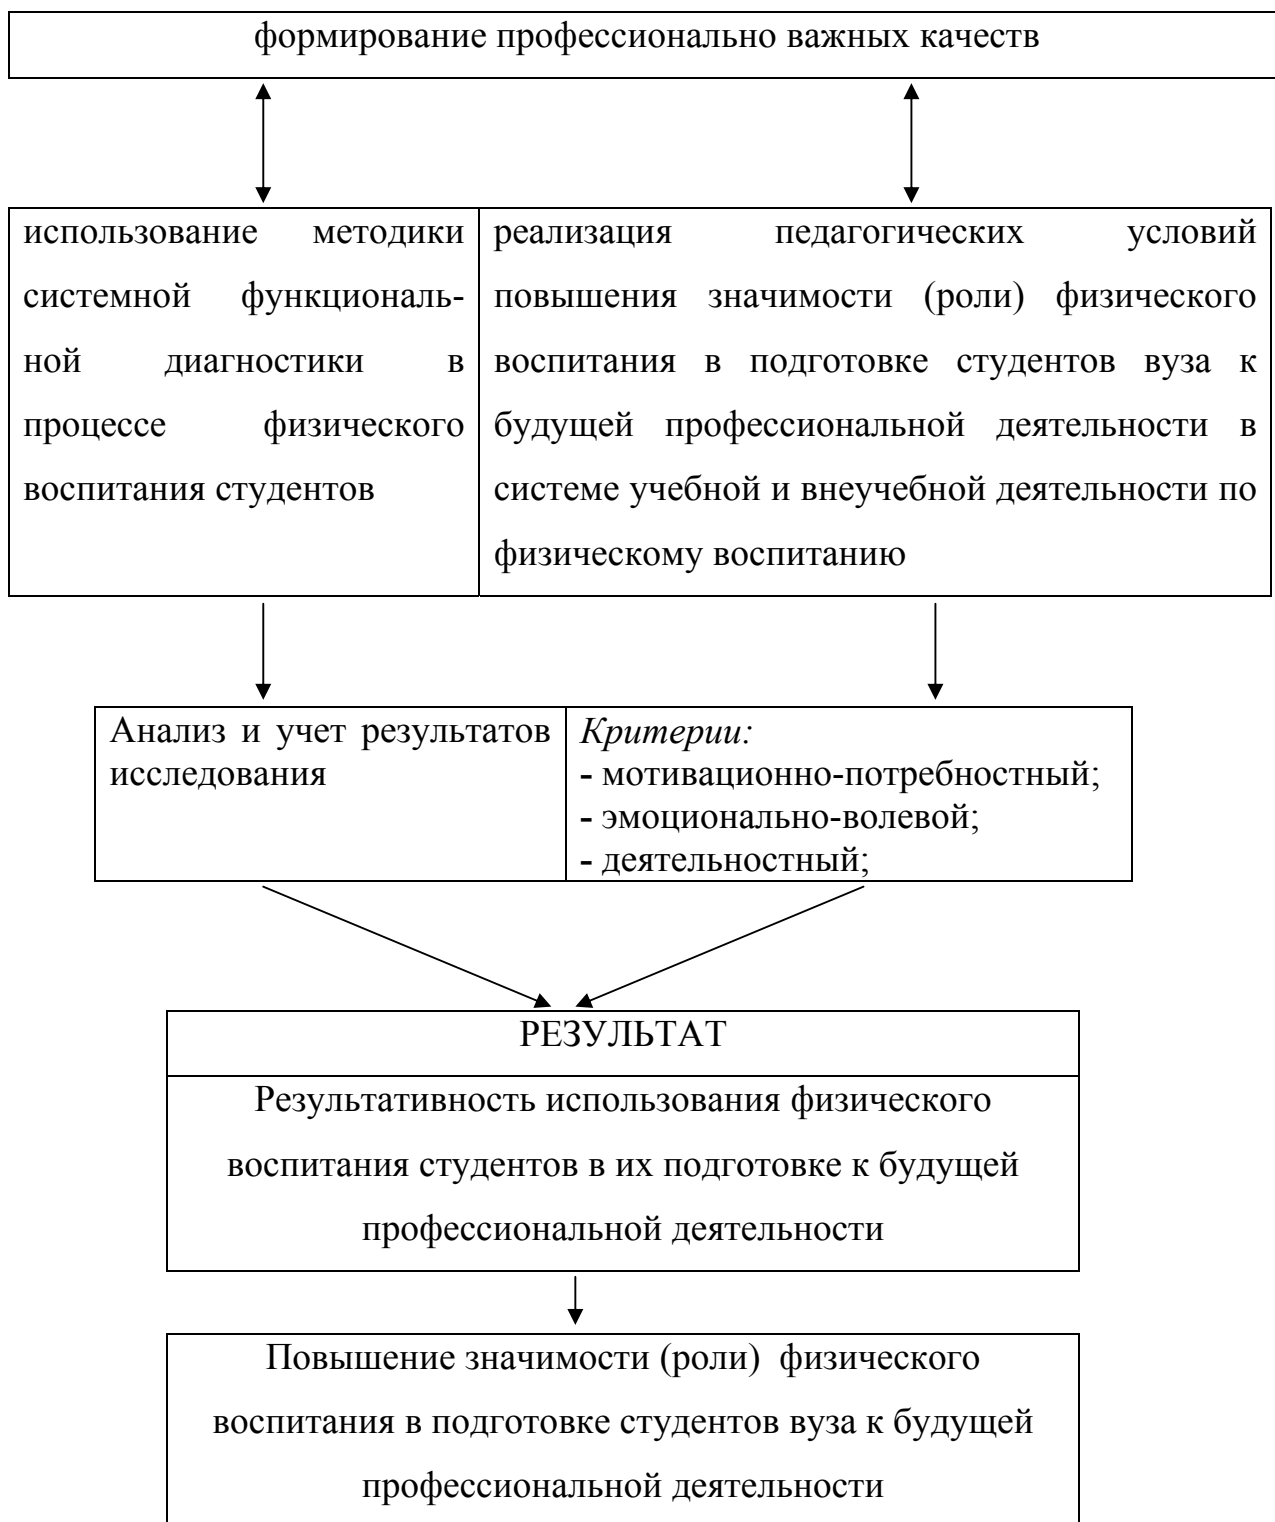 формирование профессионально важных качеств
использование методики
системной функциональ-
ной диагностики в
процессе физического
воспитания студентов
реализация педагогических условий
повышения значимости (роли) физического
воспитания в подготовке студентов вуза к
будущей профессиональной деятельности в
системе учебной и внеучебной деятельности по
физическому воспитанию
Анализ и учет результатов
исследования
Критерии:
- мотивационно-потребностный;
- эмоционально-волевой;
- деятельностный;
РЕЗУЛЬТАТ
Результативность использования физического
воспитания студентов в их подготовке к будущей
профессиональной деятельности
Повышение значимости (роли) физического
воспитания в подготовке студентов вуза к будущей
профессиональной деятельности